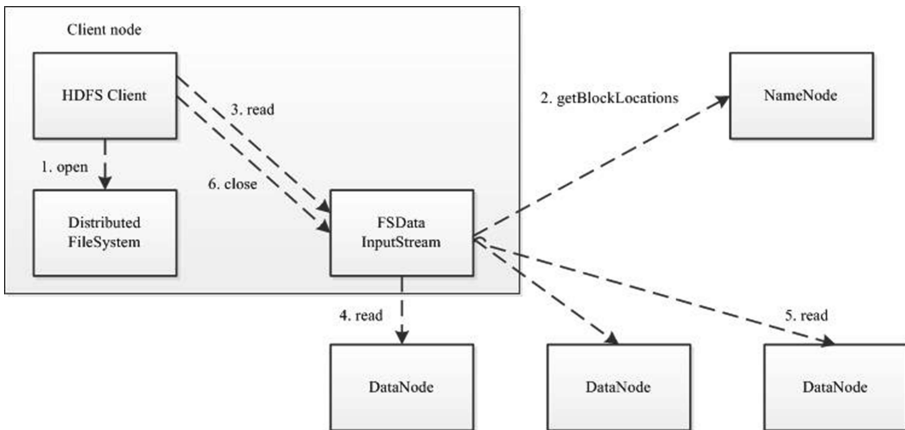 Client node
HDFS Client
3. read
2. getBlockLocations
NameNode
1. open
6. close
Distributed
FileSystem
FSData
InputStream
4. read
5. read
DataNode
DataNode
DataNode